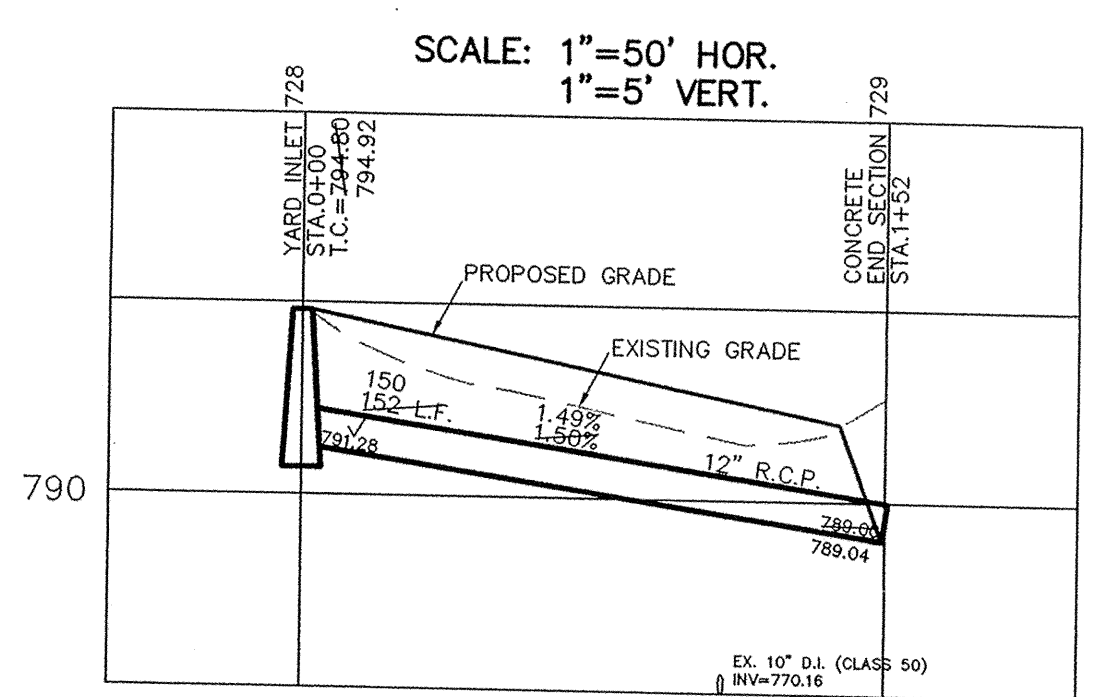 SCALE: 1"=50' HOR.
1"=5' VERT.
YARD INLET 728
STA.0+00
T.C.=794.80
794.92
CONCRETE
END SECTION 729
STA.1+52
PROPOSED GRADE
EXISTING GRADE
150
152 L.F.
1.49%
1.50%
791.28
12" R.C.P.
790
789.00
789.04
EX. 10" D.I. (CLASS 50)
INV=770.16